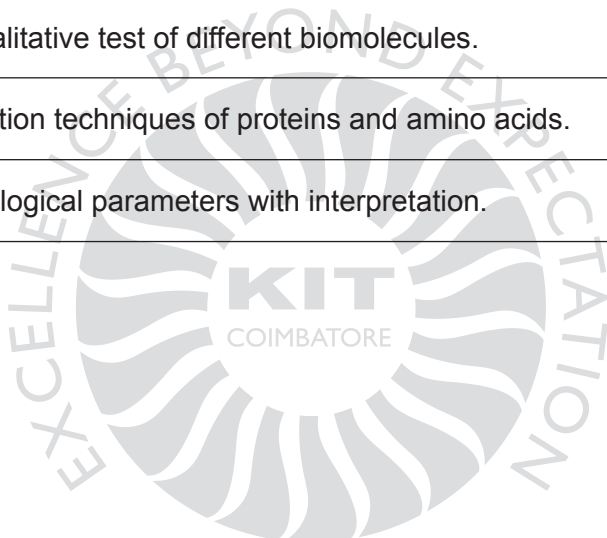 alitative test of different biomolecules.
tion techniques of proteins and amino acids.
logical parameters with interpretation.
EXCELLENCE BEYOND EXPECTATION
KIT
COIMBATORE